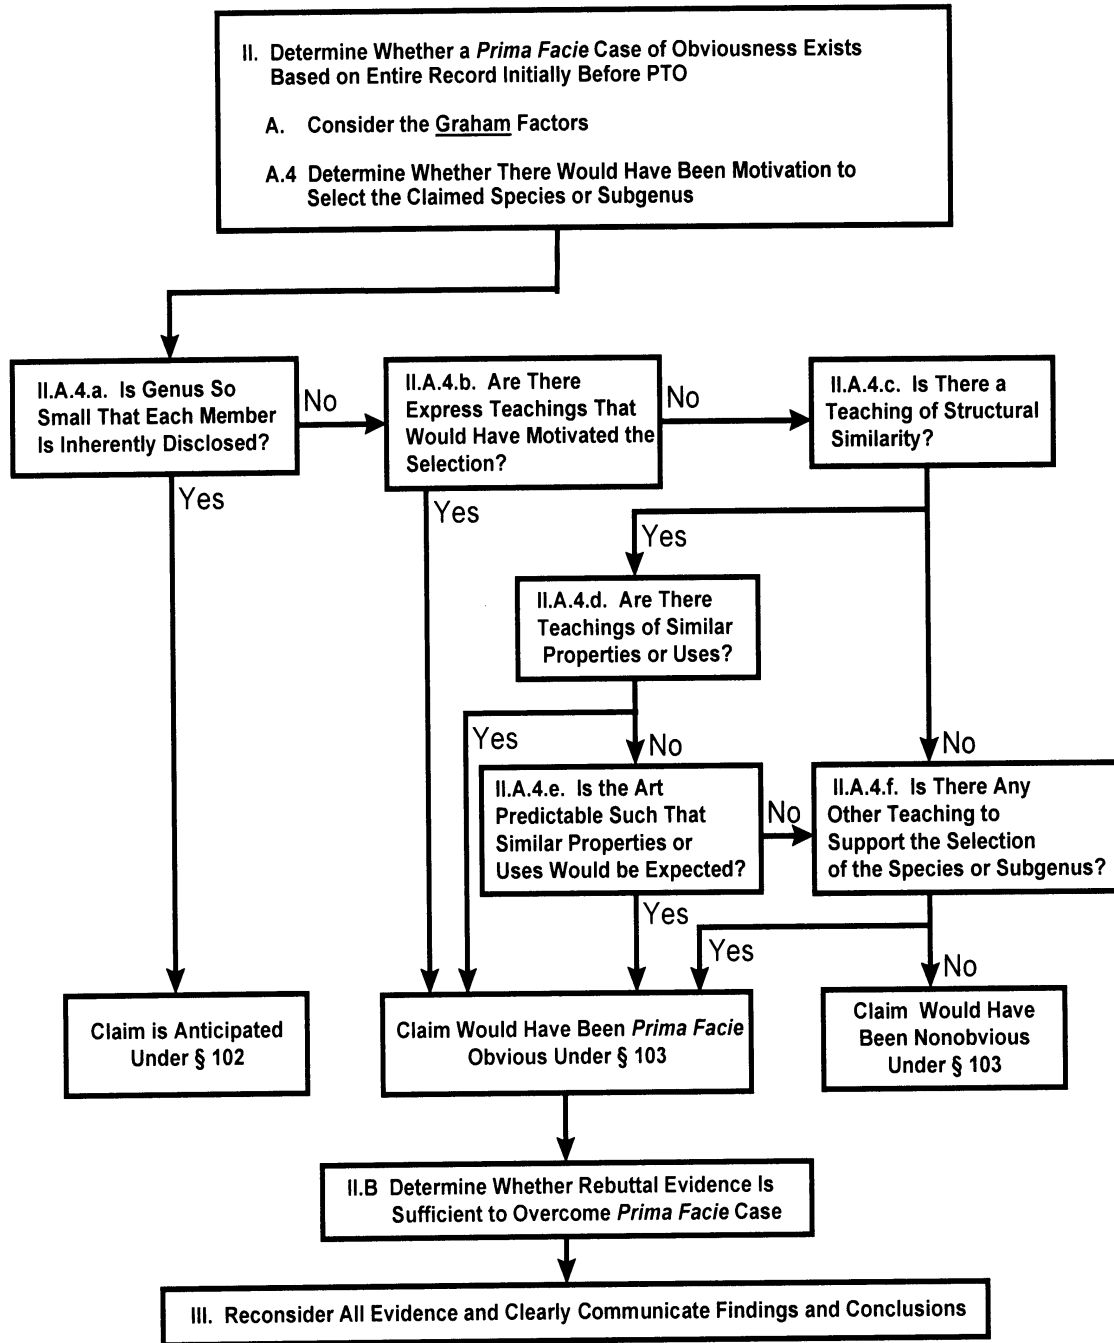 II. Determine Whether a Prima Facie Case of Obviousness Exists
Based on Entire Record Initially Before PTO
A. Consider the Graham Factors
A.4 Determine Whether There Would Have Been Motivation to
Select the Claimed Species or Subgenus
II.A.4.a. Is Genus So
Small That Each Member
Is Inherently Disclosed?
No
II.A.4.b. Are There
Express Teachings That
Would Have Motivated the
Selection?
No
II.A.4.c. Is There a
Teaching of Structural
Similarity?
Yes
Yes
Yes
II.A.4.d. Are There
Teachings of Similar
Properties or Uses?
Yes
No
No
II.A.4.e. Is the Art
Predictable Such That
Similar Properties or
Uses Would be Expected?
No
II.A.4.f. Is There Any
Other Teaching to
Support the Selection
of the Species or Subgenus?
Yes
Yes
No
Claim is Anticipated
Under § 102
Claim Would Have Been Prima Facie
Obvious Under § 103
Claim Would Have
Been Nonobvious
Under § 103
II.B Determine Whether Rebuttal Evidence Is
Sufficient to Overcome Prima Facie Case
III. Reconsider All Evidence and Clearly Communicate Findings and Conclusions